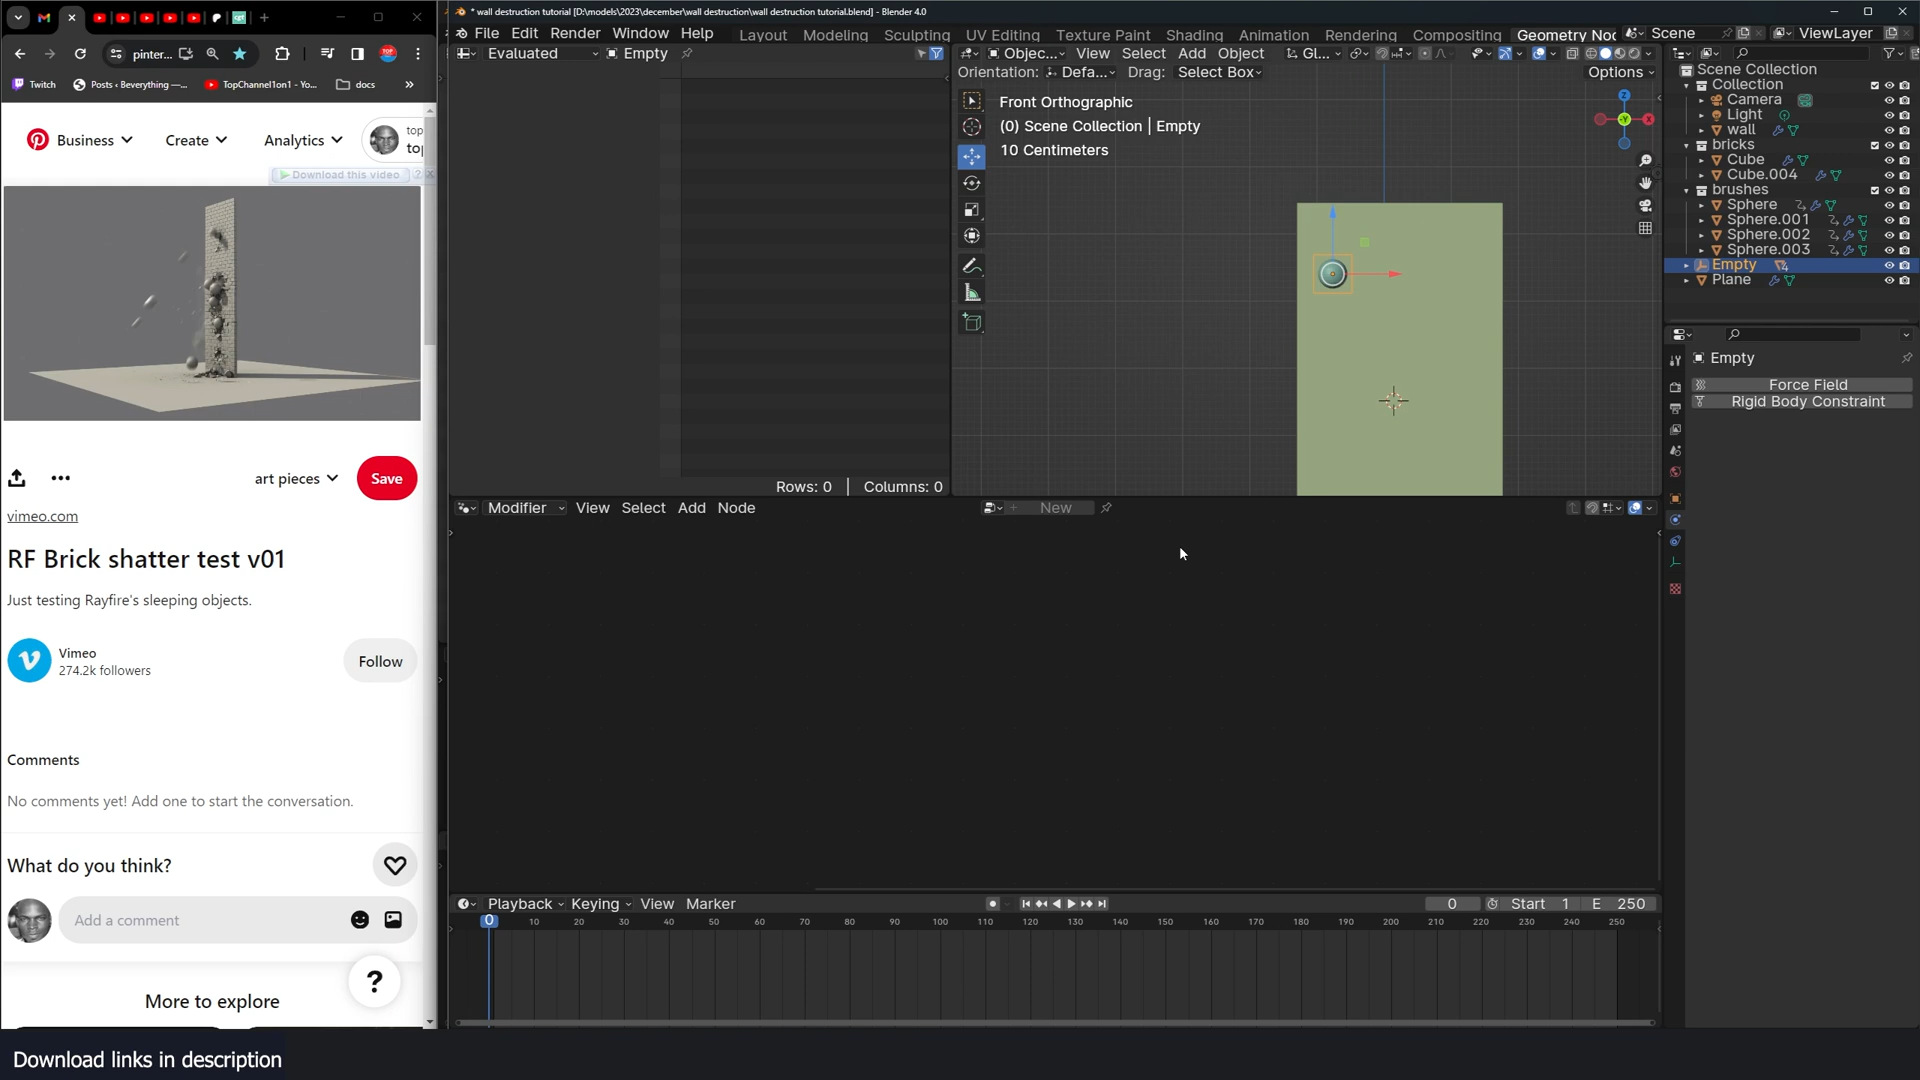 pinter...
Twitch
Posts ‹ Beverything —...
TopChannel1on1 - Yo...
docs
»
Business
Create
Analytics
top
Download this video
art pieces
Save
vimeo.com
RF Brick shatter test v01
Just testing Rayfire's sleeping objects.
Vimeo
274.2k followers
Follow
Comments
No comments yet! Add one to start the conversation.
What do you think?
Add a comment
?
More to explore
* wall destruction tutorial [D:\models\2023\december\wall destruction\wall destruction tutorial.blend] - Blender 4.0
File Edit Render Window Help
Layout Modeling Sculpting UV Editing Texture Paint Shading Animation Rendering Compositing Geometry Noc
Scene
ViewLayer
Evaluated
Empty
Rows: 0 | Columns: 0
Objec... View Select Add Object
Gl...
Orientation: Defa... Drag: Select Box
Options
Front Orthographic
(0) Scene Collection | Empty
10 Centimeters
Z
Y
X
Scene Collection
Collection
Camera
Light
wall
bricks
Cube
Cube.004
brushes
Sphere
Sphere.001
Sphere.002
Sphere.003
Empty
Plane
Empty
Force Field
Rigid Body Constraint
Modifier View Select Add Node
New
Playback Keying View Marker
0 Start 1 E 250
0 10 20 30 40 50 60 70 80 90 100 110 120 130 140 150 160 170 180 190 200 210 220 230 240 250
Download links in description